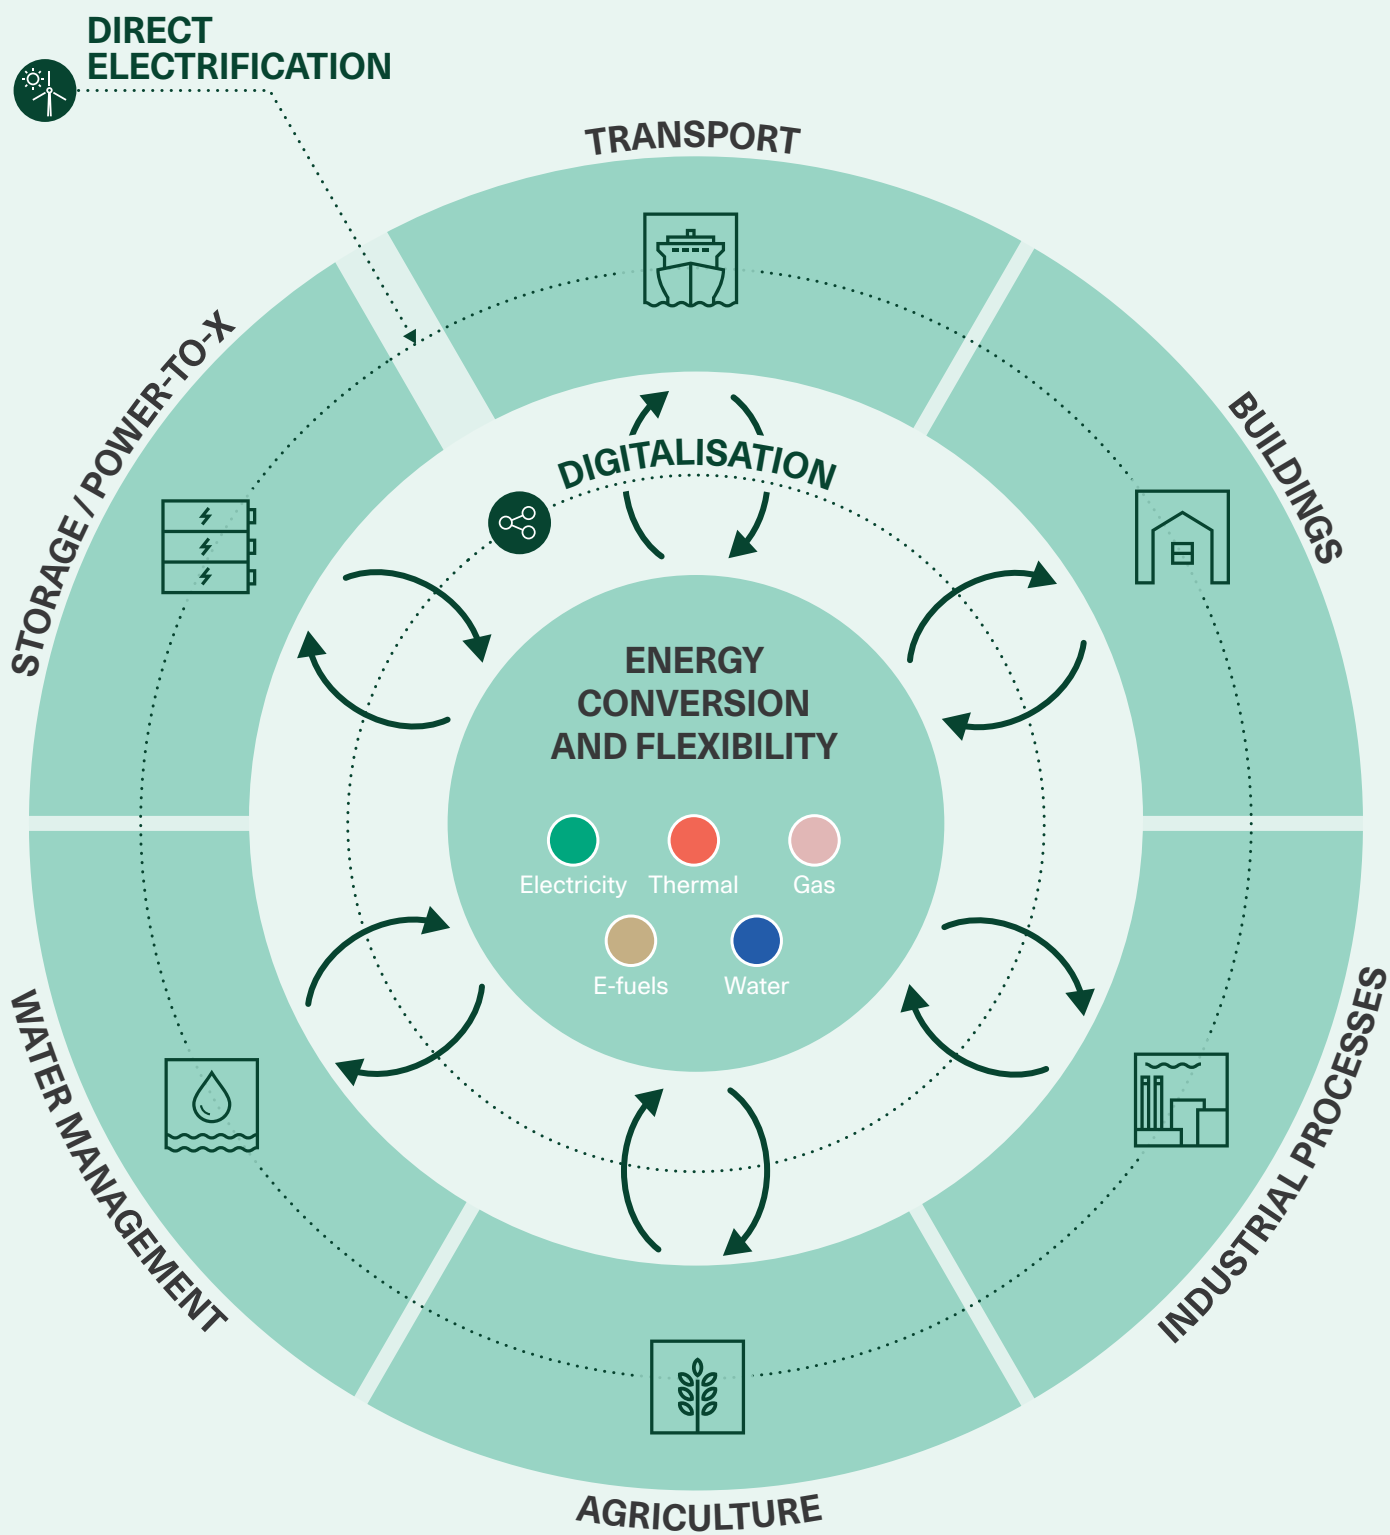 DIRECT
ELECTRIFICATION
TRANSPORT
BUILDINGS
STORAGE / POWER-TO-X
DIGITALISATION
ENERGY
CONVERSION
AND FLEXIBILITY
Electricity Thermal Gas
E-fuels Water
WATER MANAGEMENT
INDUSTRIAL PROCESSES
AGRICULTURE